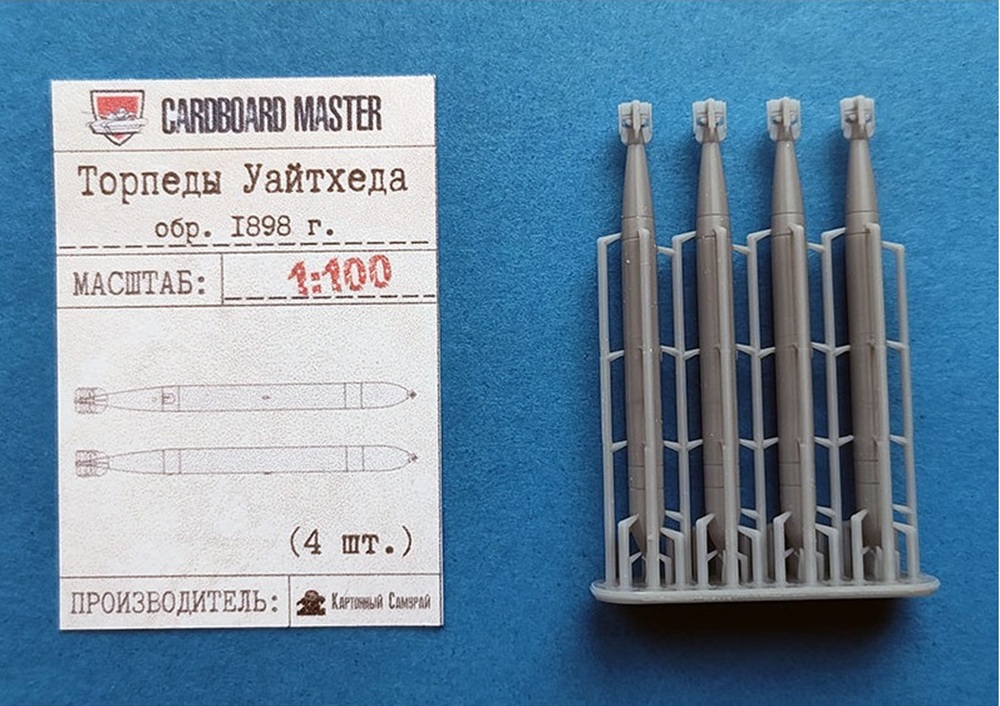 CARDBOARD MASTER
Торпеды Уайтхеда
обр. 1898 г.
МАСШТАБ: 1:100
(4 шт.)
ПРОИЗВОДИТЕЛЬ: Картонный Самурай